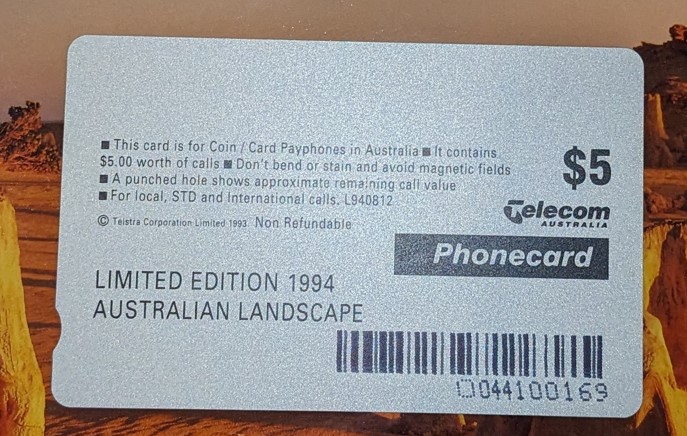 ■ This card is for Coin / Card Payphones in Australia ■ It contains
$5.00 worth of calls ■ Don't bend or stain and avoid magnetic fields
■ A punched hole shows approximate remaining call value
■ For local, STD and International calls. L940812
© Telstra Corporation Limited 1993. Non Refundable
$5
Telecom
AUSTRALIA
Phonecard
LIMITED EDITION 1994
AUSTRALIAN LANDSCAPE
0044100169